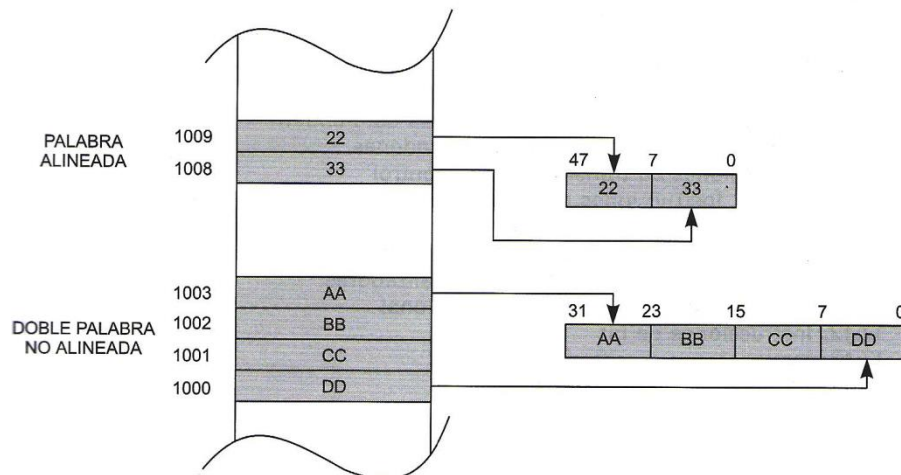 PALABRA
ALINEADA
1009
22
1008
33
47 7 0
22 33
DOBLE PALABRA
NO ALINEADA
1003
AA
1002
BB
1001
CC
1000
DD
31 23 15 7 0
AA BB CC DD